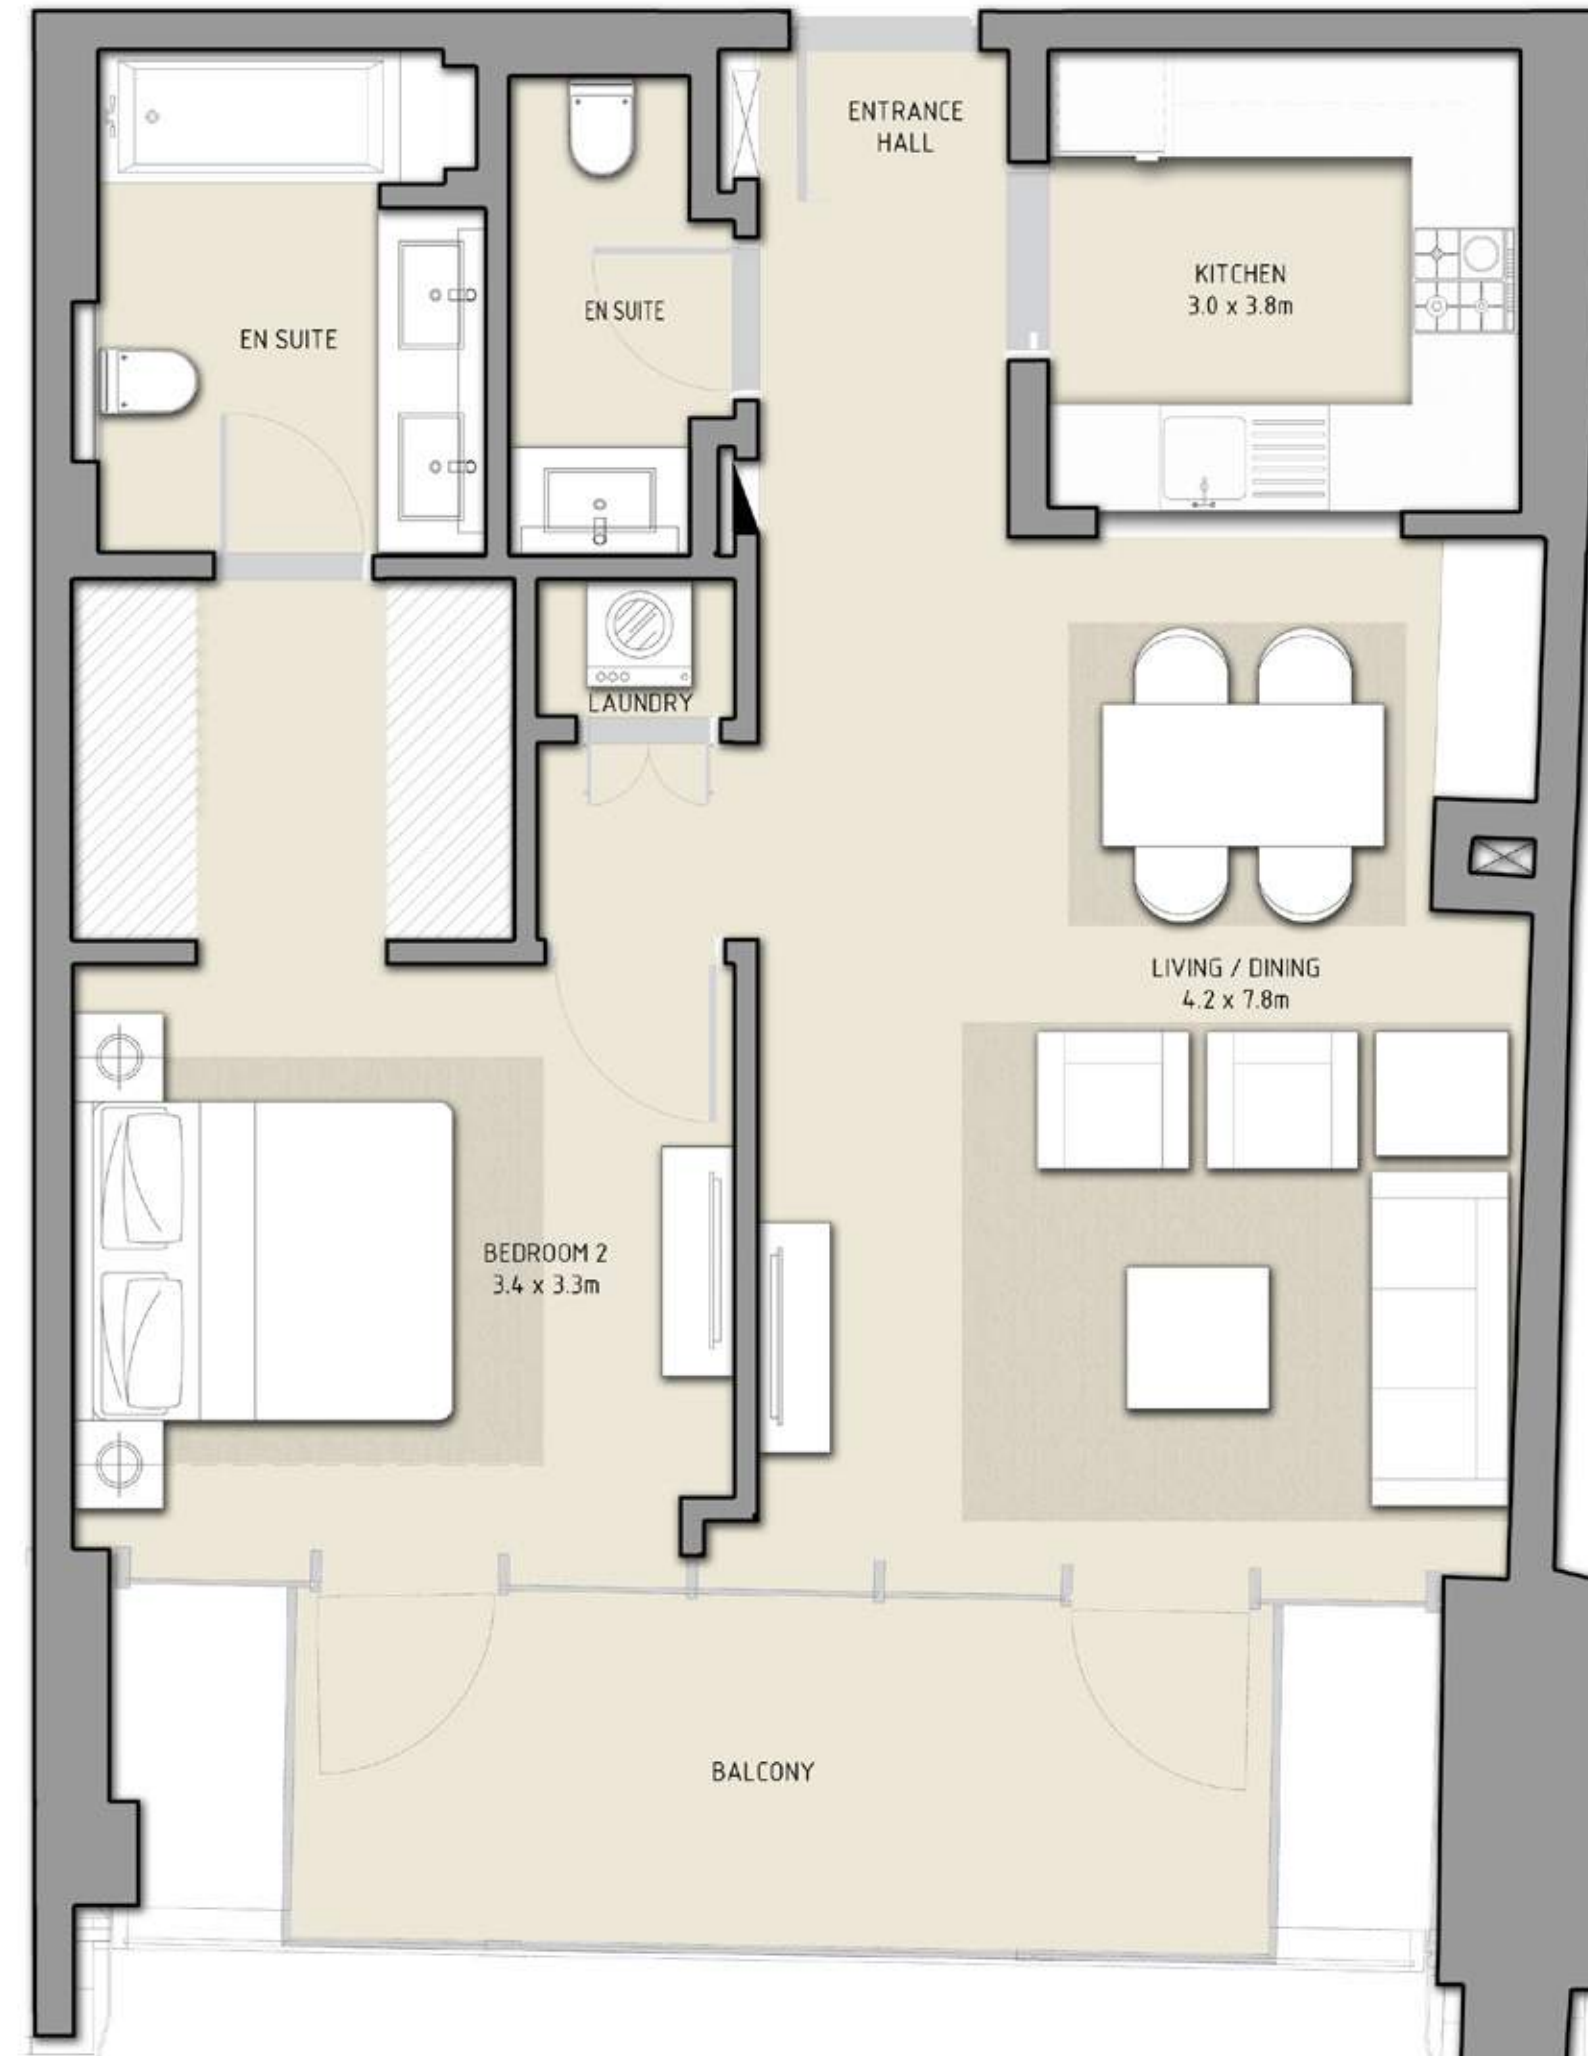 ENTRANCE
HALL
KITCHEN
3.0 x 3.8m
EN SUITE
EN SUITE
LAUNDRY
LIVING / DINING
4.2 x 7.8m
BEDROOM 2
3.4 x 3.3m
BALCONY